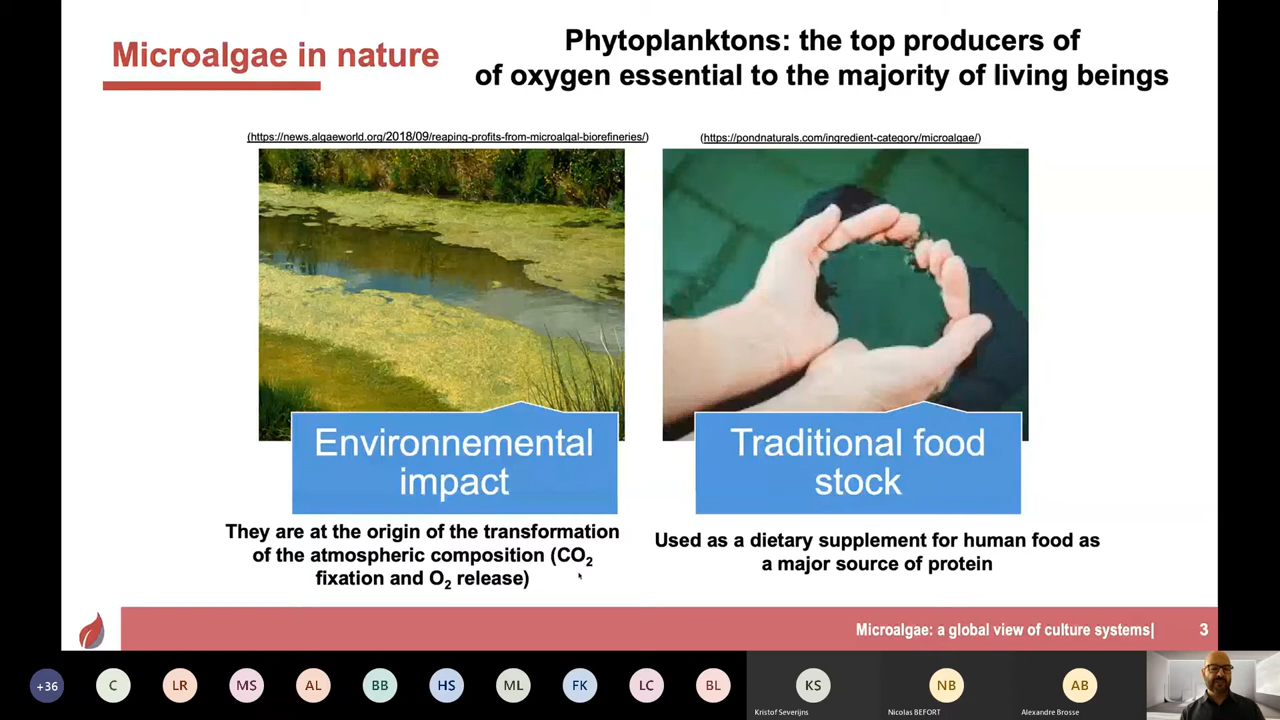 Microalgae in nature
Phytoplanktons: the top producers of
of oxygen essential to the majority of living beings
(https://news.algaeworld.org/2018/09/reaping-profits-from-microalgal-biorefineries/)
(https://pondnaturals.com/ingredient-category/microalgae/)
Environnemental
impact
Traditional food
stock
They are at the origin of the transformation
of the atmospheric composition (CO₂
fixation and O₂ release)
Used as a dietary supplement for human food as
a major source of protein
Microalgae: a global view of culture systems|
3
+36
C
LR
MS
AL
BB
HS
ML
FK
LC
BL
KS
NB
AB
Kristof Severijns
Nicolas BEFORT
Alexandre Brosse